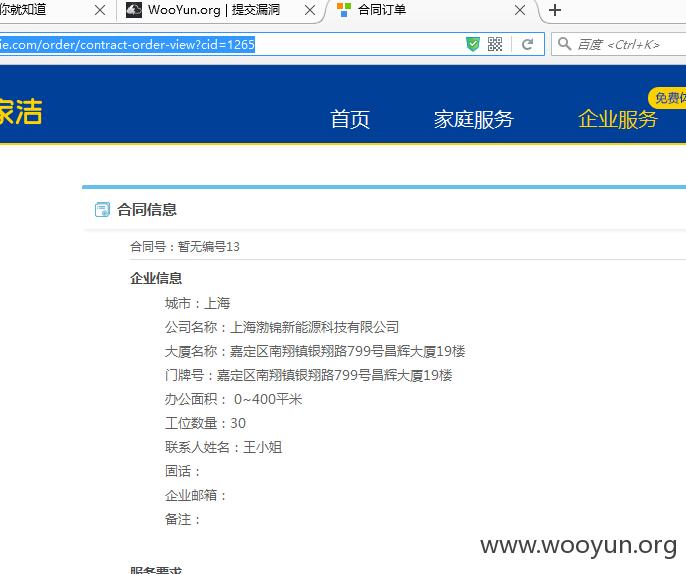 你就知道
WooYun.org | 提交漏洞
合同订单
ie.com/order/contract-order-view?cid=1265
百度 <Ctrl+K>
家洁
免费体
首页
家庭服务
企业服务
合同信息
合同号：暂无编号13
企业信息
城市：上海
公司名称：上海渤锦新能源科技有限公司
大厦名称：嘉定区南翔镇银翔路799号昌辉大厦19楼
门牌号：嘉定区南翔镇银翔路799号昌辉大厦19楼
办公面积： 0~400平米
工位数量：30
联系人姓名：王小姐
固话：
企业邮箱：
备注：
www.wooyun.org
服务要求